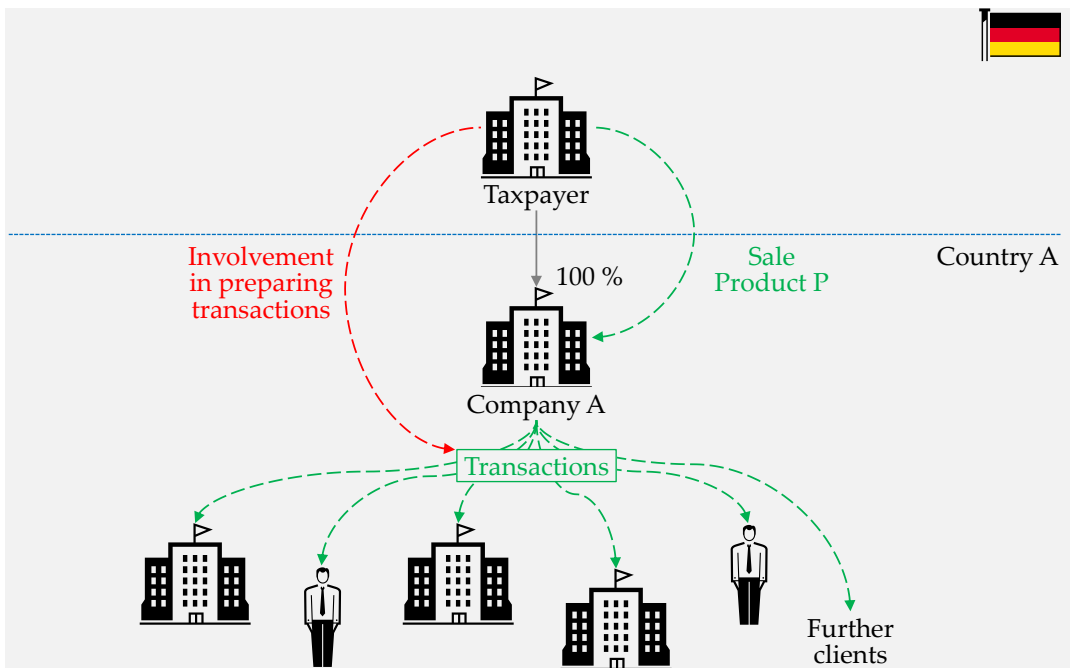 Taxpayer
Involvement
in preparing
transactions
Sale
Product P
Country A
100 %
Company A
Transactions
Further
clients